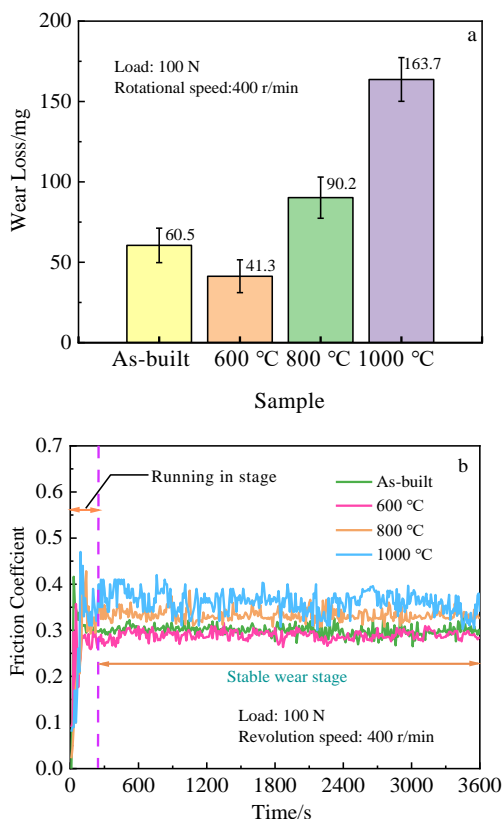 a
Load: 100 N
Rotational speed:400 r/min
Wear Loss/mg
200
150
100
50
0
60.5
41.3
90.2
163.7
As-built 600 ℃ 800 ℃ 1000 ℃
Sample
b
Running in stage
As-built
600 ℃
800 ℃
1000 ℃
Friction Coeffcient
0.7
0.6
0.5
0.4
0.3
0.2
0.1
0.0
Stable wear stage
Load: 100 N
Revolution speed: 400 r/min
0 600 1200 1800 2400 3000 3600
Time/s